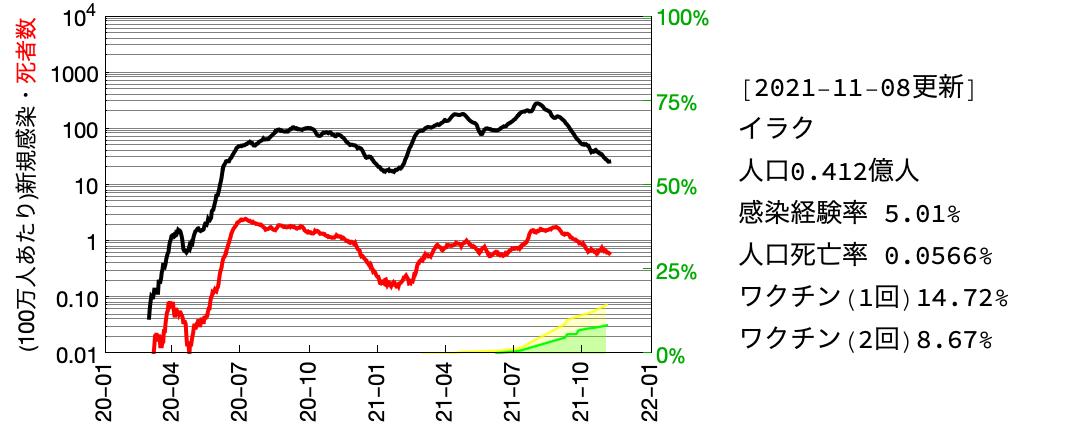 (100万人あたり)新規感染・死者数
10^4
1000
100
10
1
0.10
0.01
100%
75%
50%
25%
0%
20-01
20-04
20-07
20-10
21-01
21-04
21-07
21-10
22-01
[2021-11-08更新]
イラク
人口0.412億人
感染経験率 5.01%
人口死亡率 0.0566%
ワクチン(1回)14.72%
ワクチン(2回)8.67%